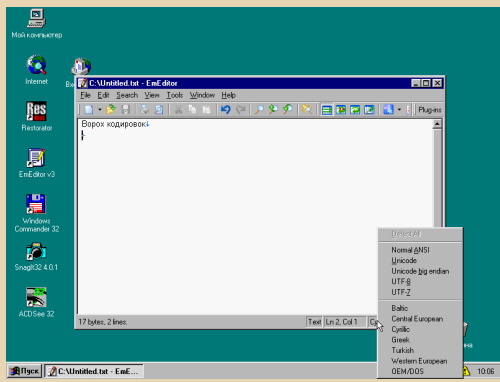 Мой компьютер
Internet
Restorator
EmEditor v3
Windows
Commander 32
SnagIt32 4.0.1
ACDSee 32
C:\Untitled.txt - EmEditor
File Edit Search View Tools Window Help
Plug-ins
Ворох кодировок
17 bytes, 2 lines.
Text Ln 2, Col 1
Detect All
Normal ANSI
Unicode
Unicode big endian
UTF-8
UTF-7
Baltic
Central European
Cyrillic
Greek
Turkish
Western European
OEM/DOS
Пуск
C:\Untitled.txt - EmE...
10:06